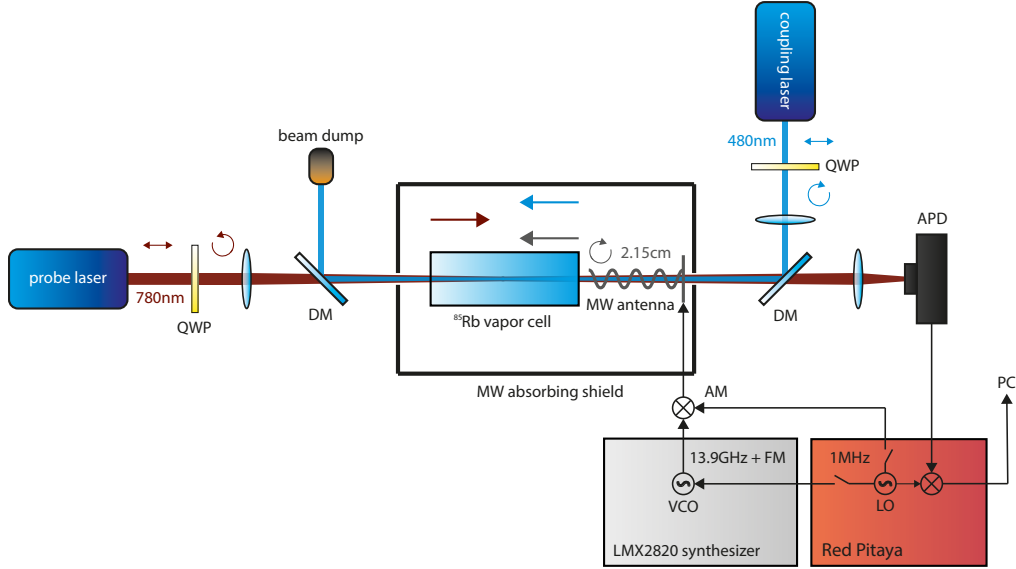 coupling laser
beam dump
480nm
QWP
APD
2.15cm
probe laser
780nm
MW antenna
QWP
DM
⁸⁵Rb vapor cell
DM
MW absorbing shield
AM
PC
13.9GHz + FM
1MHz
VCO
LO
LMX2820 synthesizer
Red Pitaya